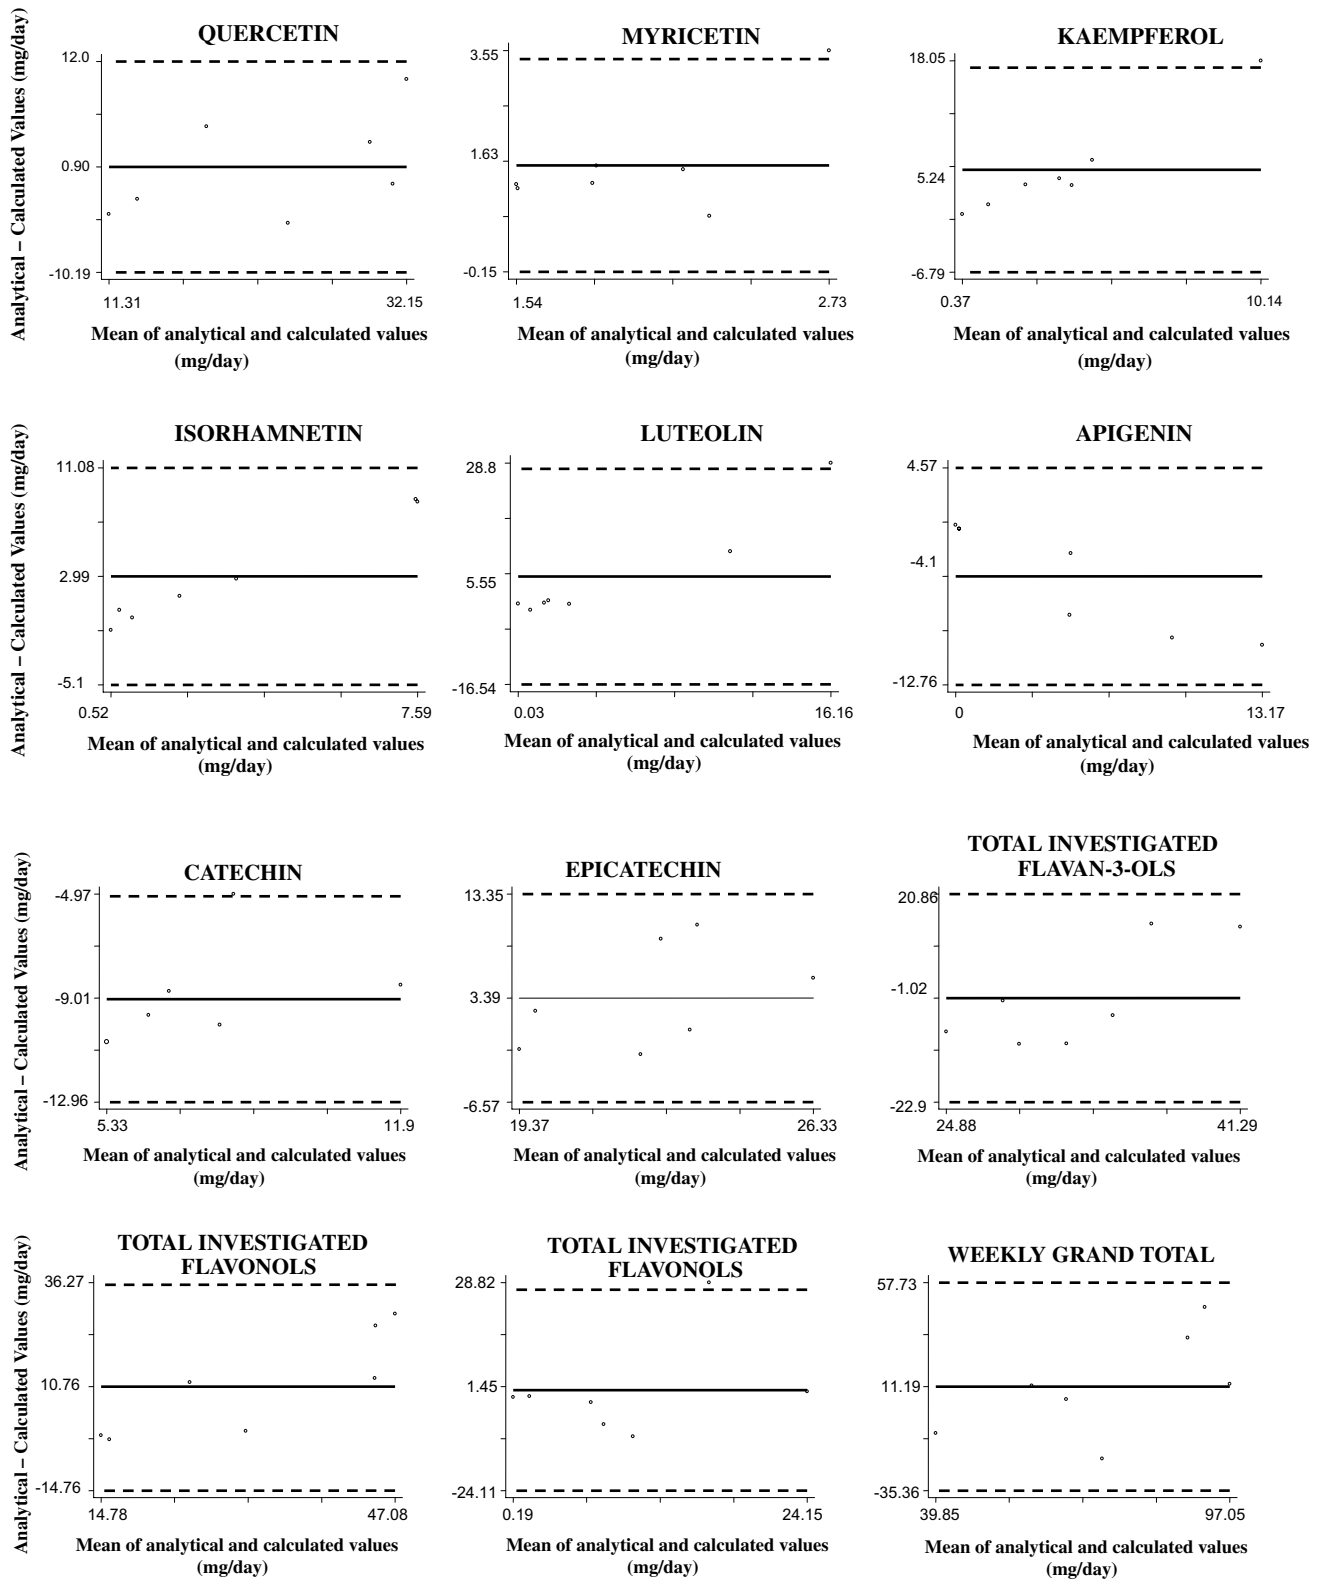 QUERCETIN
Analytical – Calculated Values (mg/day)
12.0
0.90
-10.19
11.31
32.15
Mean of analytical and calculated values
(mg/day)
MYRICETIN
3.55
1.63
-0.15
1.54
2.73
Mean of analytical and calculated values
(mg/day)
KAEMPFEROL
18.05
5.24
-6.79
0.37
10.14
Mean of analytical and calculated values
(mg/day)
ISORHAMNETIN
Analytical – Calculated Values (mg/day)
11.08
2.99
-5.1
0.52
7.59
Mean of analytical and calculated values
(mg/day)
LUTEOLIN
28.8
5.55
-16.54
0.03
16.16
Mean of analytical and calculated values
(mg/day)
APIGENIN
4.57
-4.1
-12.76
0
13.17
Mean of analytical and calculated values
(mg/day)
CATECHIN
Analytical – Calculated Values (mg/day)
-4.97
-9.01
-12.96
5.33
11.9
Mean of analytical and calculated values
(mg/day)
EPICATECHIN
13.35
3.39
-6.57
19.37
26.33
Mean of analytical and calculated values
(mg/day)
TOTAL INVESTIGATED
FLAVAN-3-OLS
20.86
-1.02
-22.9
24.88
41.29
Mean of analytical and calculated values
(mg/day)
TOTAL INVESTIGATED
FLAVONOLS
Analytical – Calculated Values (mg/day)
36.27
10.76
-14.76
14.78
47.08
Mean of analytical and calculated values
(mg/day)
TOTAL INVESTIGATED
FLAVONOLS
28.82
1.45
-24.11
0.19
24.15
Mean of analytical and calculated values
(mg/day)
WEEKLY GRAND TOTAL
57.73
11.19
-35.36
39.85
97.05
Mean of analytical and calculated values
(mg/day)